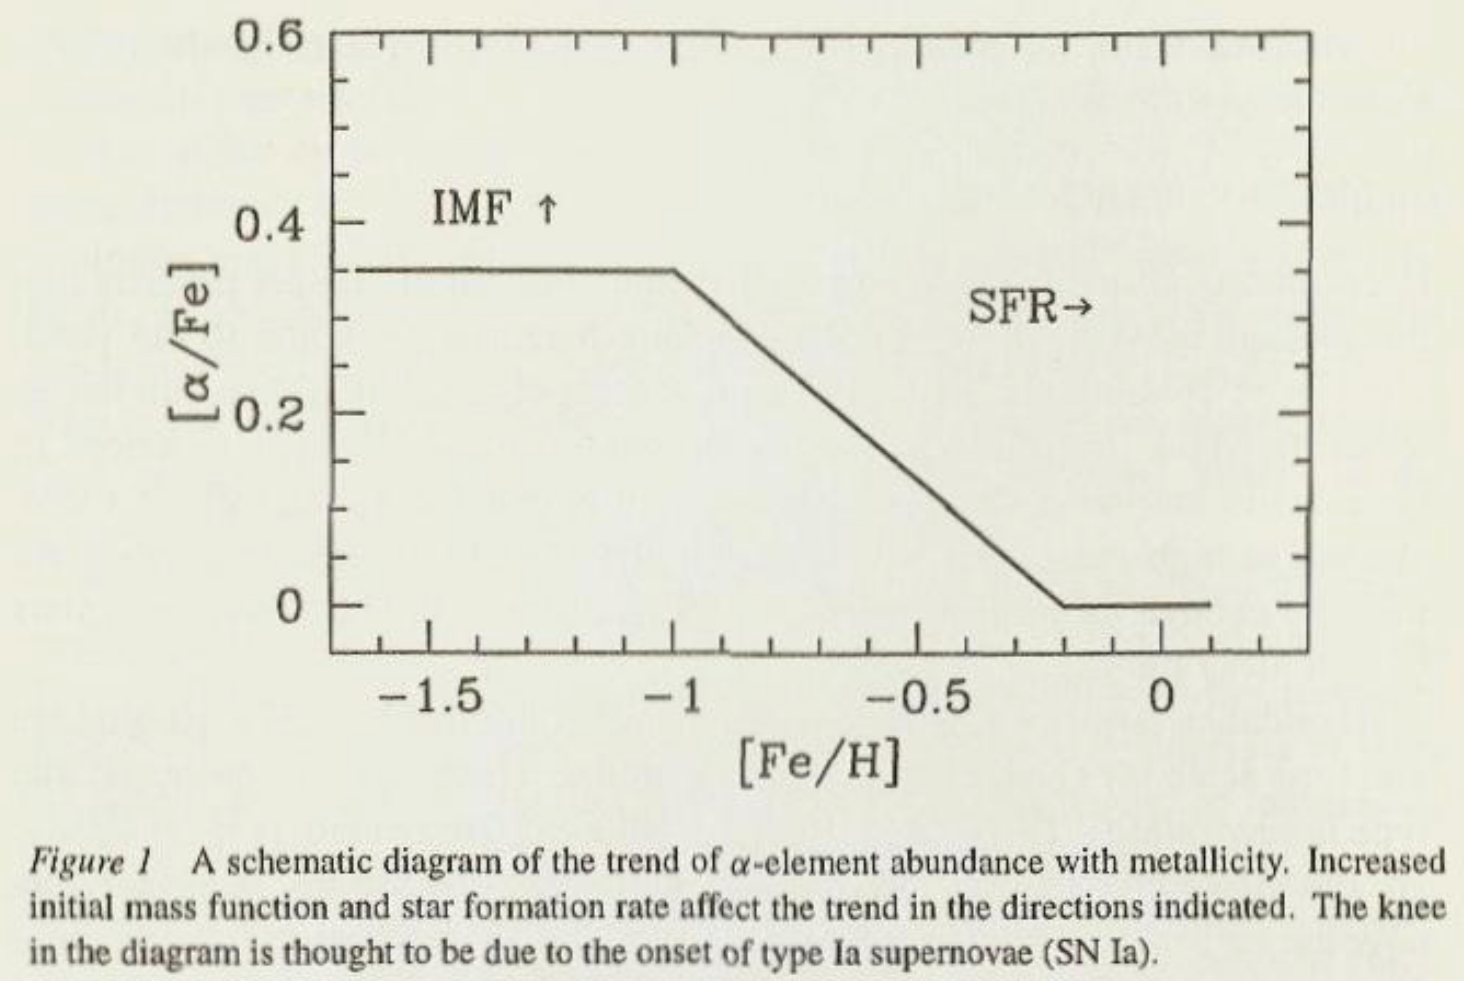 0.6
IMF ↑
0.4
SFR→
[α/Fe]
0.2
0
−1.5 −1 −0.5 0
[Fe/H]
Figure 1 A schematic diagram of the trend of α-element abundance with metallicity. Increased
initial mass function and star formation rate affect the trend in the directions indicated. The knee
in the diagram is thought to be due to the onset of type Ia supernovae (SN Ia).